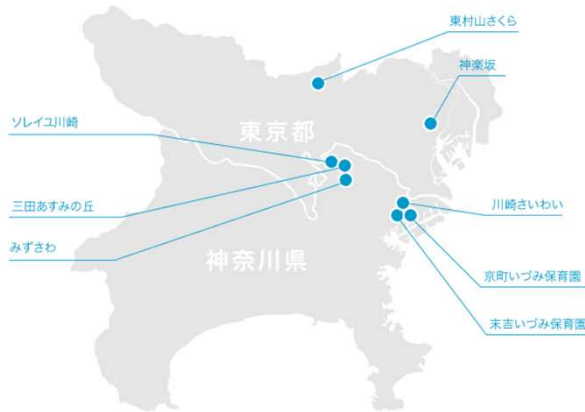 東村山さくら
神楽坂
ソレイユ川崎
東京都
三田あすみの丘
川崎さいわい
みずさわ
神奈川県
京町いづみ保育園
末吉いづみ保育園